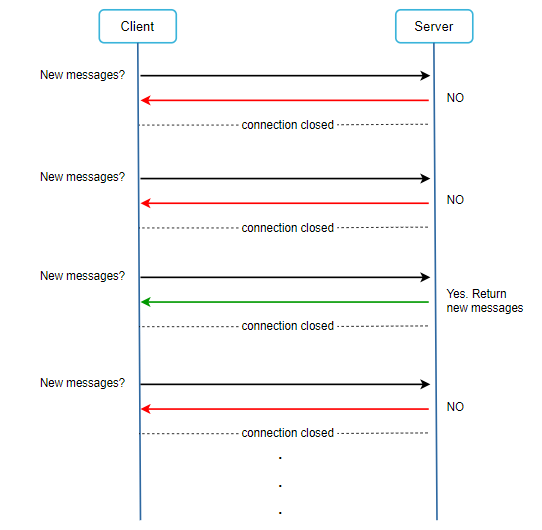 Client
Server
New messages?
NO
connection closed
New messages?
NO
connection closed
New messages?
Yes. Return
new messages
connection closed
New messages?
NO
connection closed
.
.
.